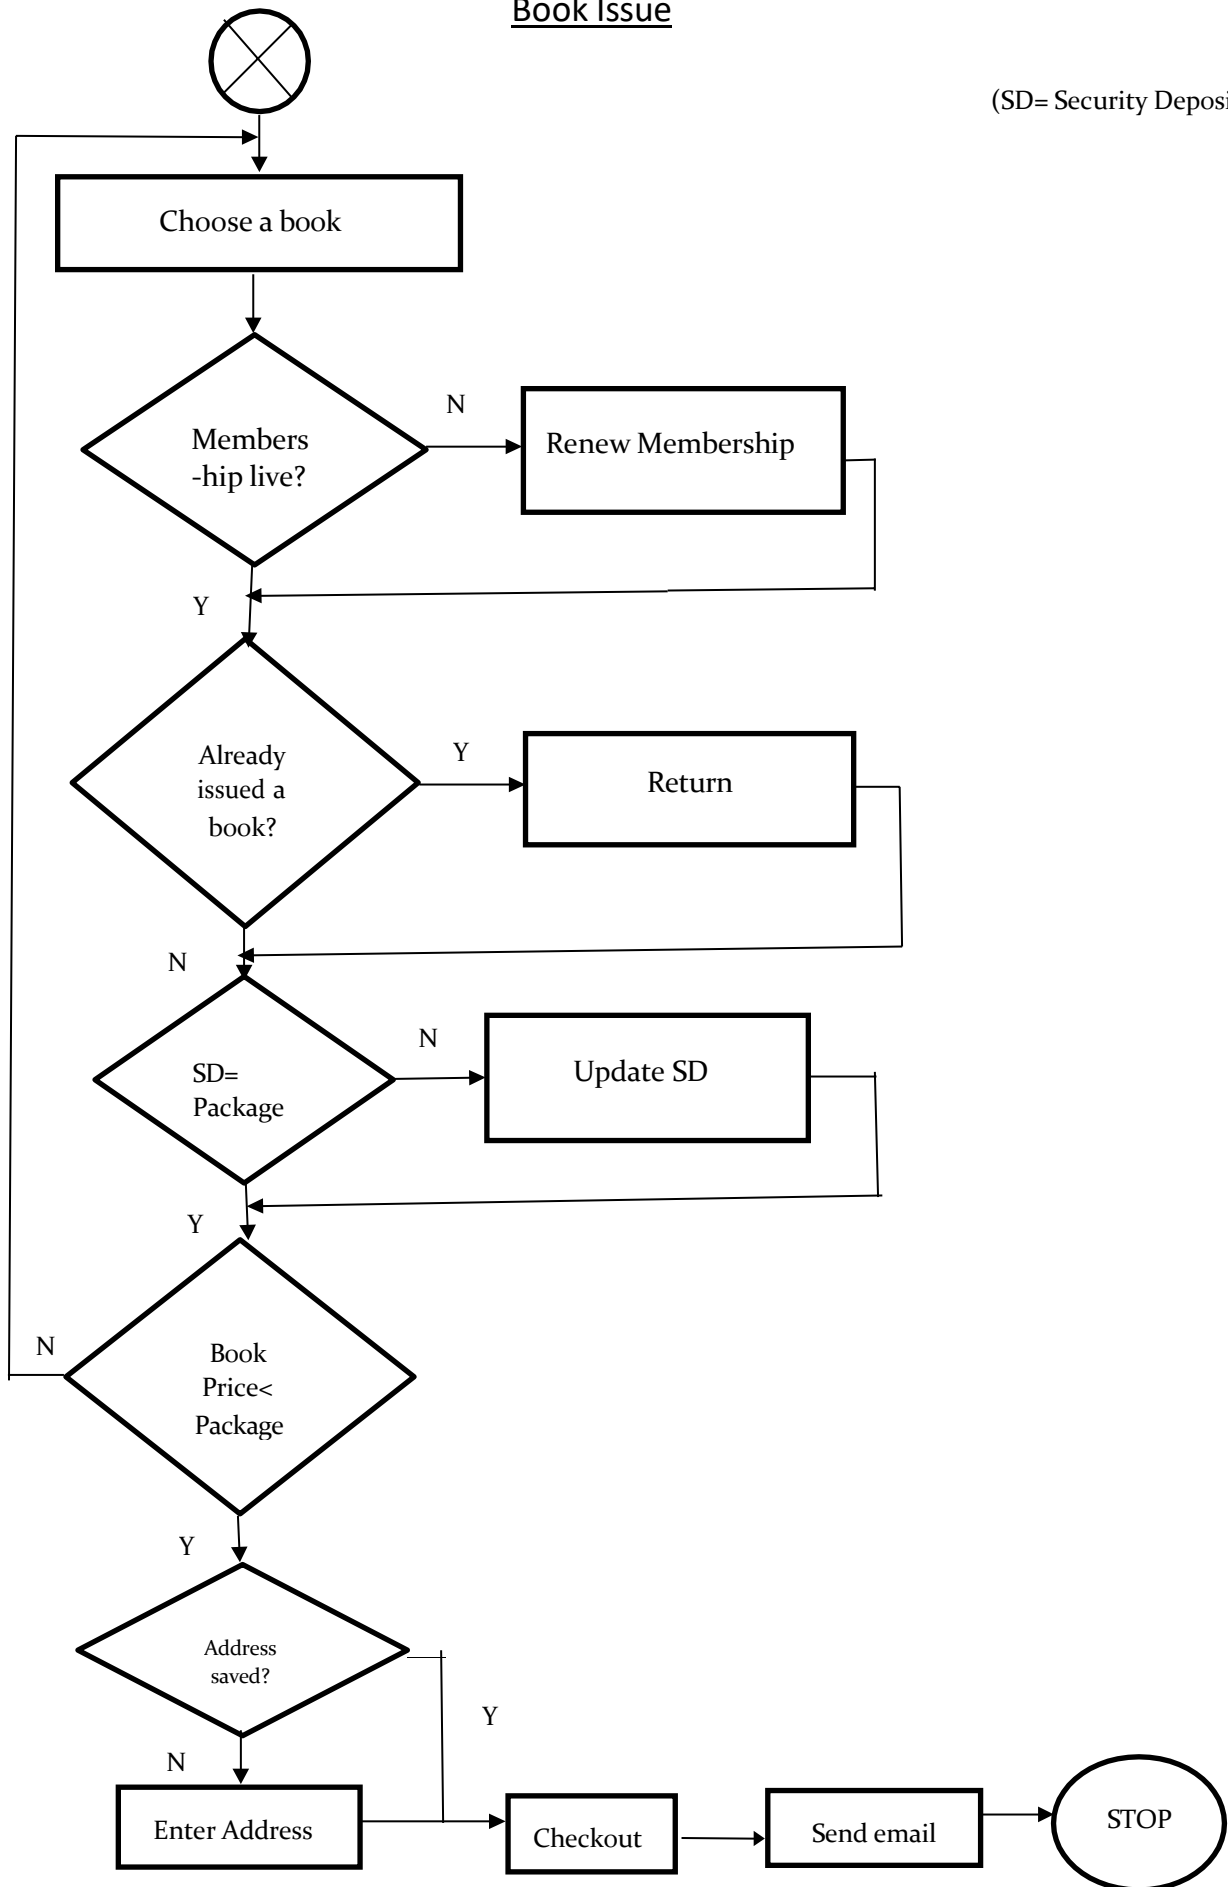 Book Issue
(SD= Security Deposi
Choose a book
N
Members
-hip live?
Renew Membership
Y
Already
issued a
book?
Y
Return
N
N
SD=
Package
Update SD
Y
N
Book
Price<
Package
Y
Address
saved?
Y
N
Enter Address
Checkout
Send email
STOP